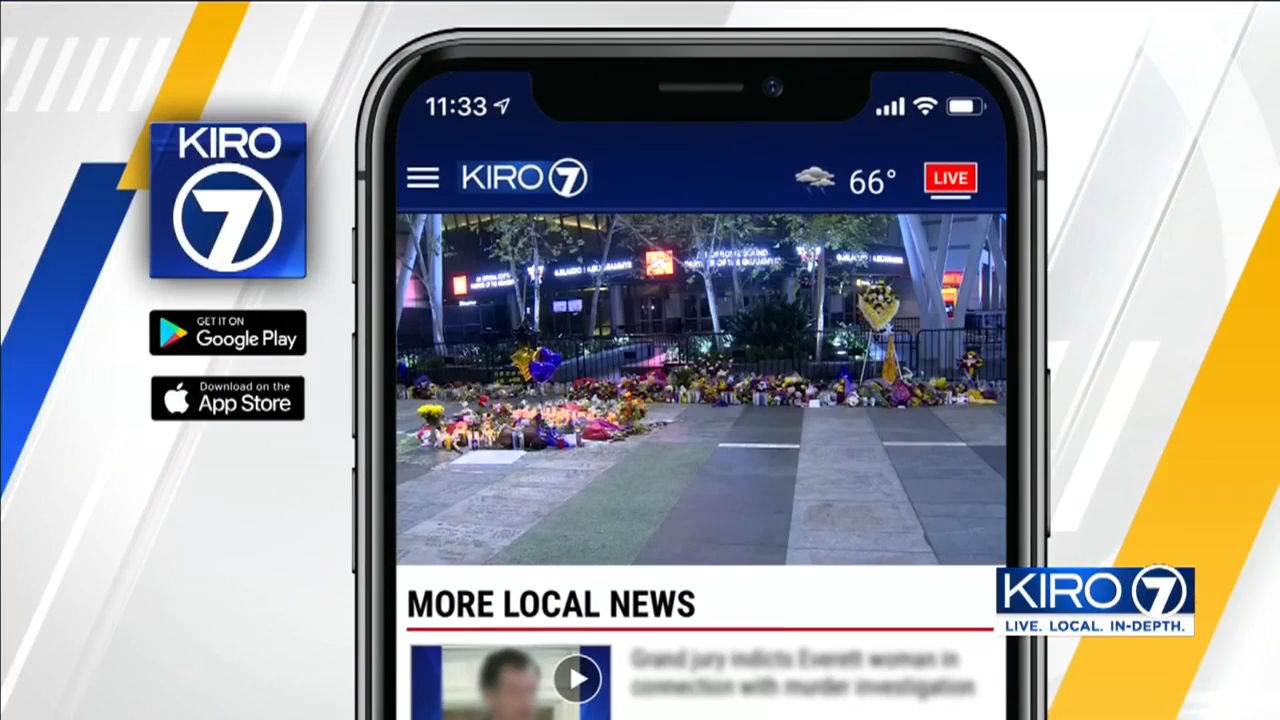 KIRO
7
GET IT ON
Google Play
Download on the
App Store
11:33
KIRO 7
66°
LIVE
MORE LOCAL NEWS
Grand jury indicts Everett woman in
connection with murder investigation
KIRO 7
LIVE. LOCAL. IN-DEPTH.